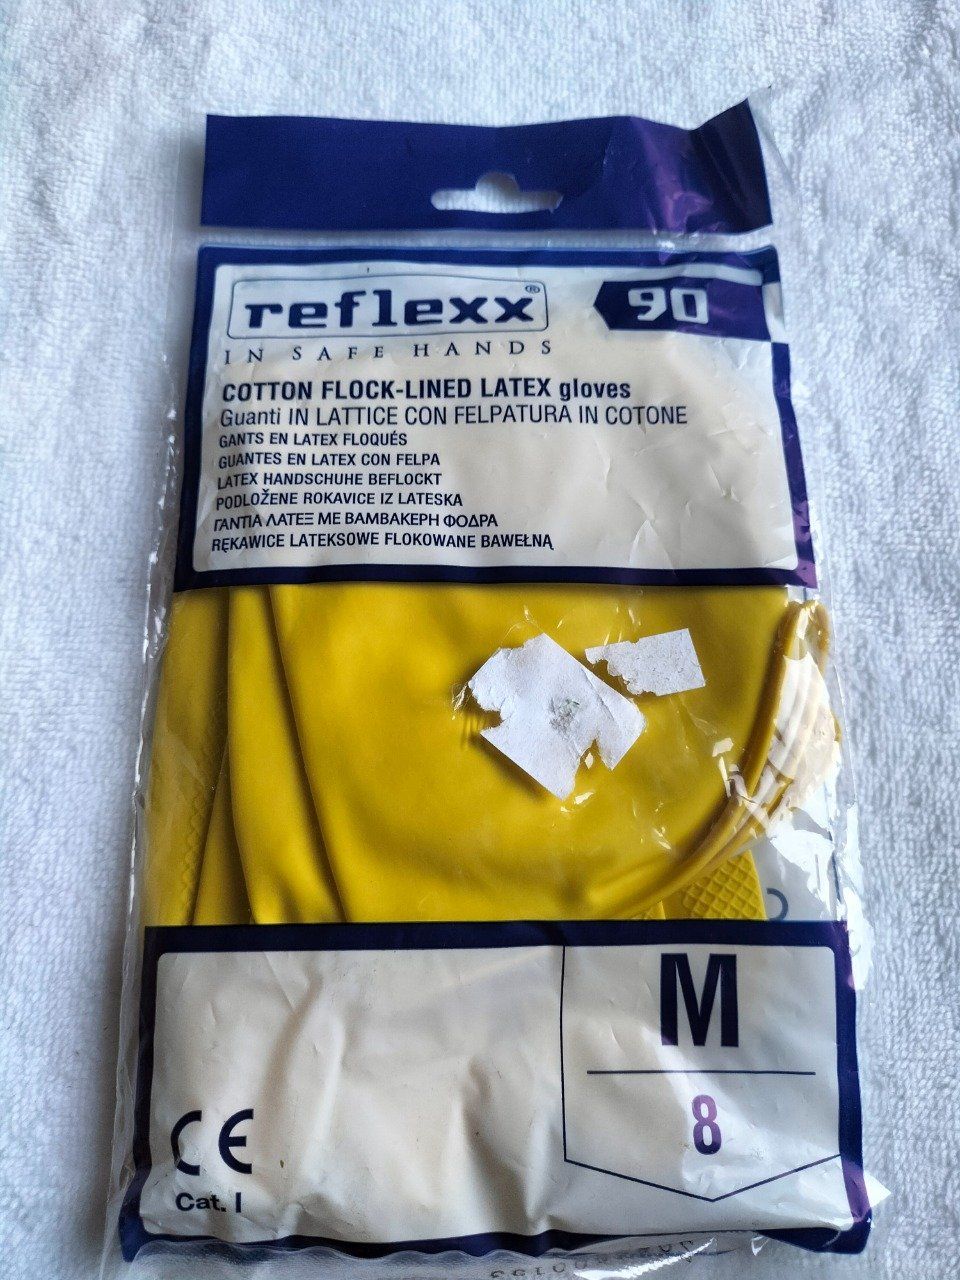 reflexx®
90
IN SAFE HANDS
COTTON FLOCK-LINED LATEX gloves
Guanti IN LATTICE CON FELPATURA IN COTONE
GANTS EN LATEX FLOQUÉS
GUANTES EN LATEX CON FELPA
LATEX HANDSCHUHE BEFLOCKT
PODLOŽENE ROKAVICE IZ LATESKA
ΓΑΝΤΙΑ ΛΑΤΕΞ ΜΕ ΒΑΜΒΑΚΕΡΗ ΦΟΔΡΑ
RĘKAWICE LATEKSOWE FLOKOWANE BAWEŁNĄ
M
8
CE
Cat. I